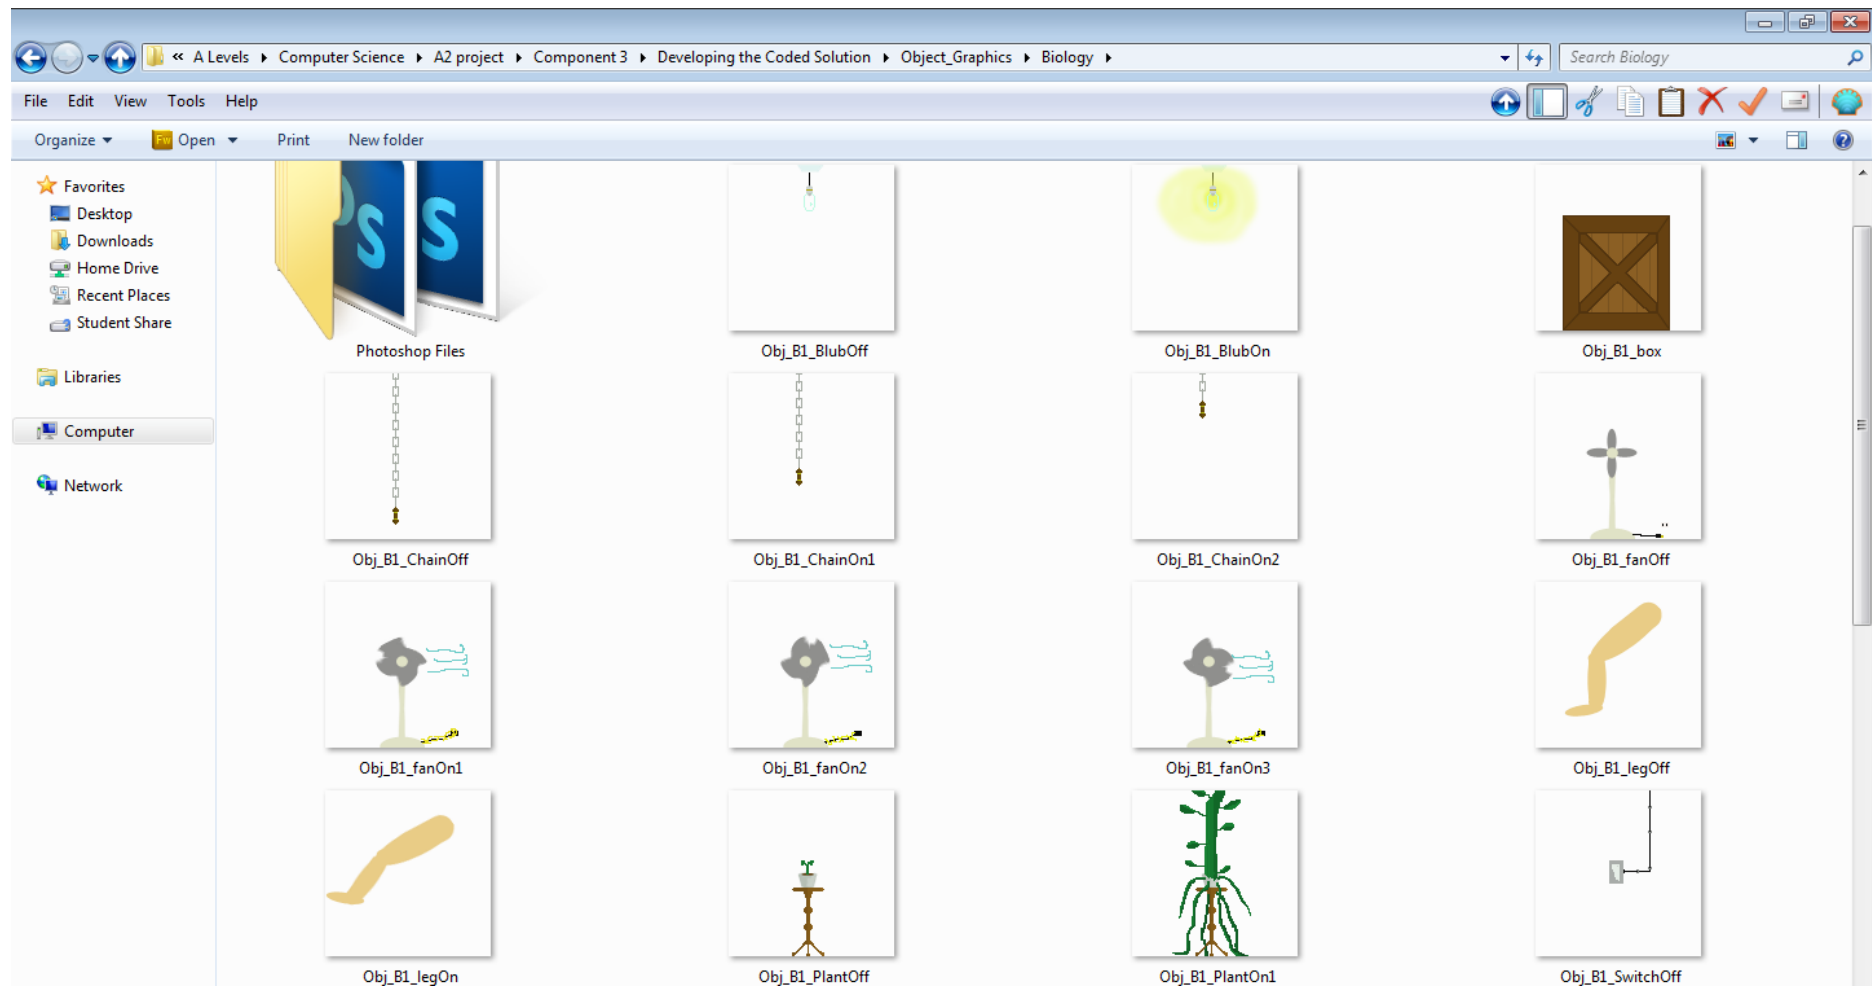 « A Levels ▸ Computer Science ▸ A2 project ▸ Component 3 ▸ Developing the Coded Solution ▸ Object_Graphics ▸ Biology ▸
Search Biology
File Edit View Tools Help
Organize Fw Open Print New folder
Favorites
Desktop
Downloads
Home Drive
Recent Places
Student Share
Libraries
Computer
Network
Ps S
Photoshop Files
Obj_B1_BlubOff
Obj_B1_BlubOn
Obj_B1_box
Obj_B1_ChainOff
Obj_B1_ChainOn1
Obj_B1_ChainOn2
Obj_B1_fanOff
Obj_B1_fanOn1
Obj_B1_fanOn2
Obj_B1_fanOn3
Obj_B1_legOff
Obj_B1_legOn
Obj_B1_PlantOff
Obj_B1_PlantOn1
Obj_B1_SwitchOff